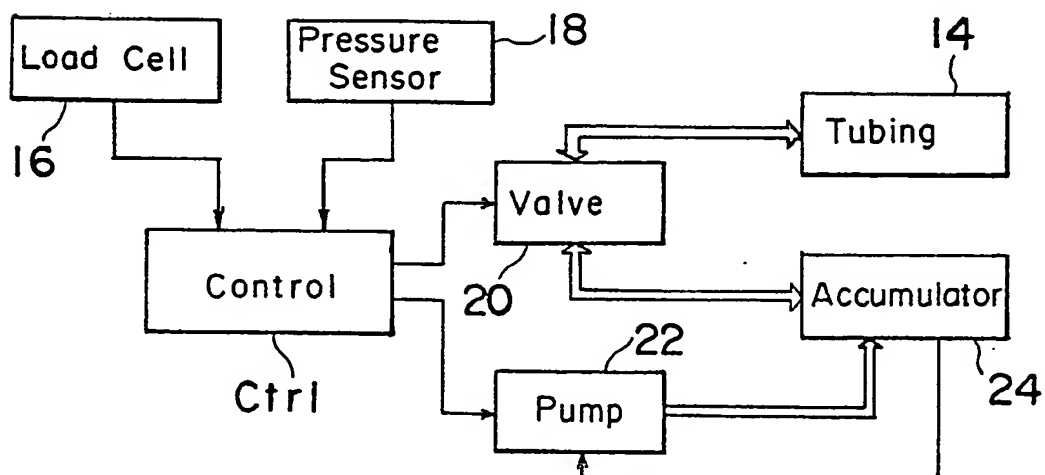 Load Cell
16
Pressure
Sensor
18
14
Tubing
Valve
20
Control
Ctrl
Accumulator
24
22
Pump